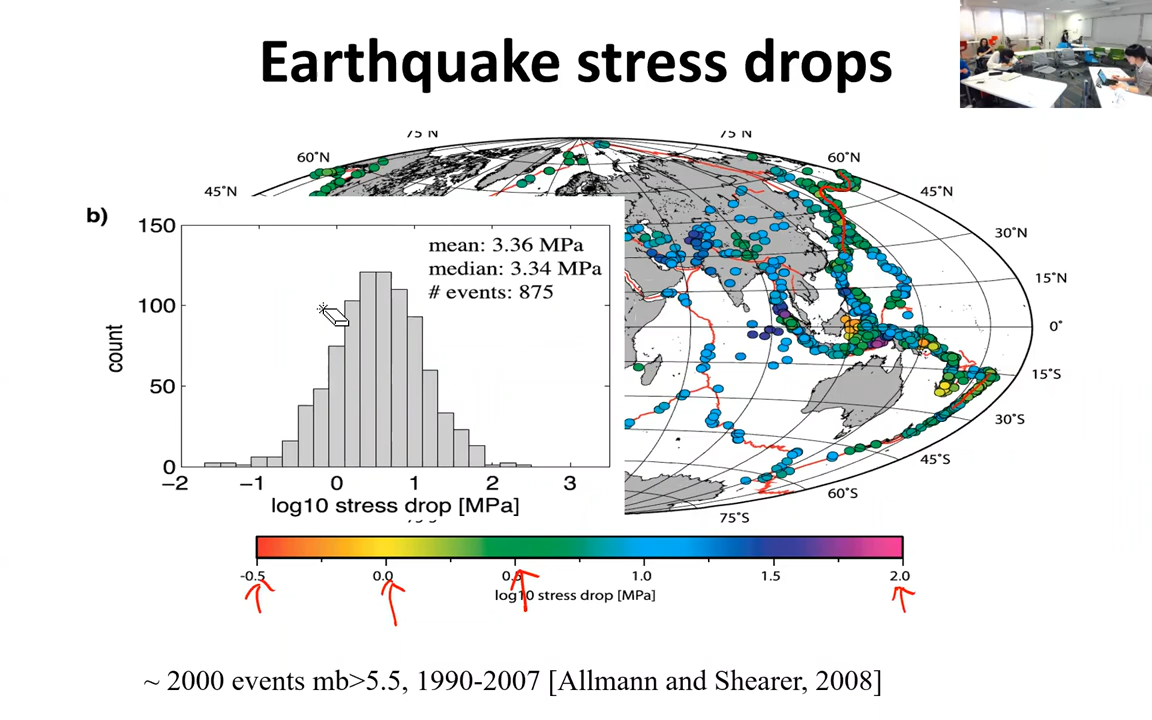 Earthquake stress drops
75˚N
75˚N
60˚N
60˚N
45˚N
45˚N
30˚N
15˚N
0˚
15˚S
30˚S
45˚S
60˚S
75˚S
b)
150
100
50
0
count
mean: 3.36 MPa
median: 3.34 MPa
# events: 875
−2 −1 0 1 2 3
log10 stress drop [MPa]
-0.5 0.0 0.5 1.0 1.5 2.0
log10 stress drop [MPa]
~ 2000 events mb>5.5, 1990-2007 [Allmann and Shearer, 2008]